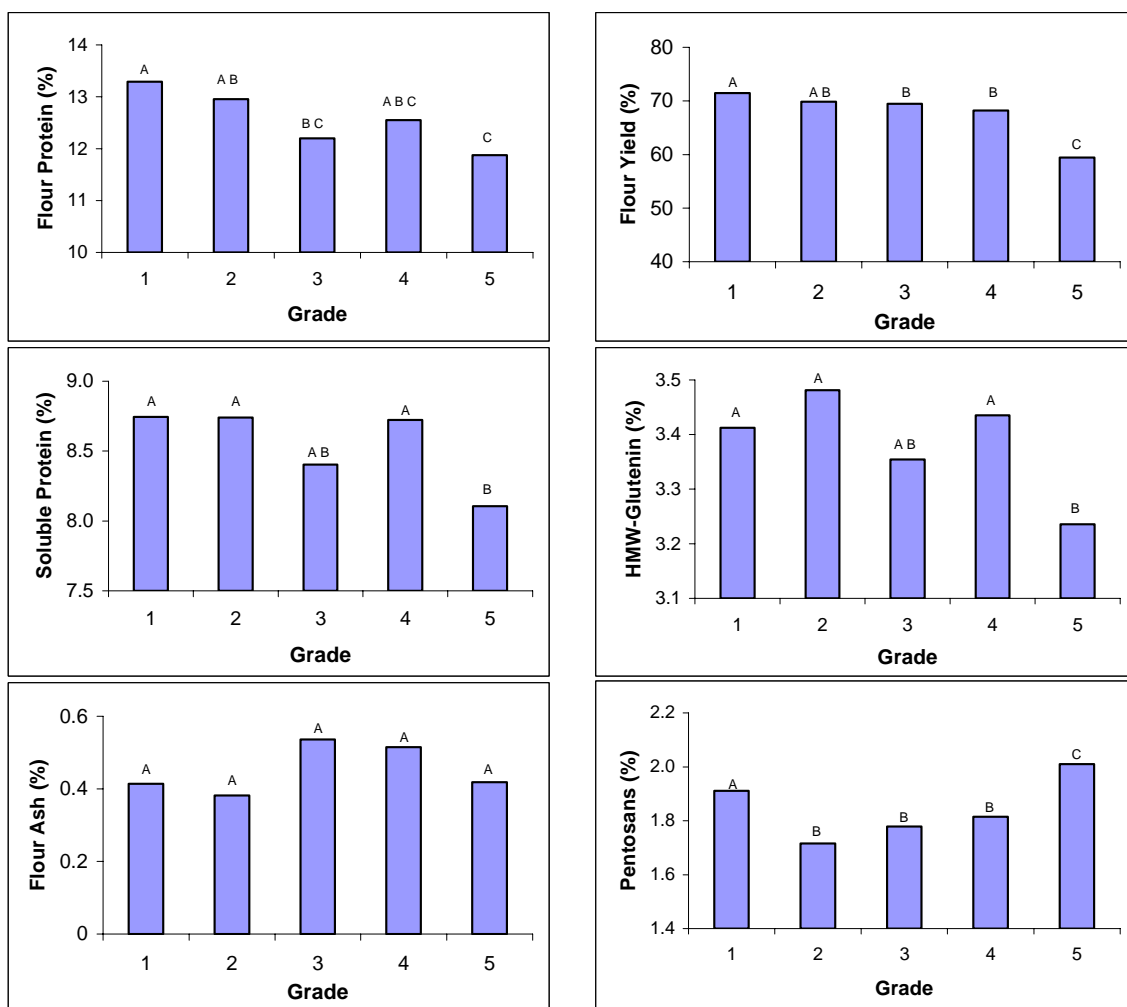 Flour Protein (%)
14
13
12
11
10
A
A B
B C
A B C
C
1 2 3 4 5
Grade
Flour Yield (%)
80
70
60
50
40
A
A B
B
B
C
1 2 3 4 5
Grade
Soluble Protein (%)
9.0
8.5
8.0
7.5
A
A
A B
A
B
1 2 3 4 5
Grade
HMW-Glutenin (%)
3.5
3.4
3.3
3.2
3.1
A
A
A B
A
B
1 2 3 4 5
Grade
Flour Ash (%)
0.6
0.4
0.2
0
A
A
A
A
A
1 2 3 4 5
Grade
Pentosans (%)
2.2
2.0
1.8
1.6
1.4
A
B
B
B
C
1 2 3 4 5
Grade